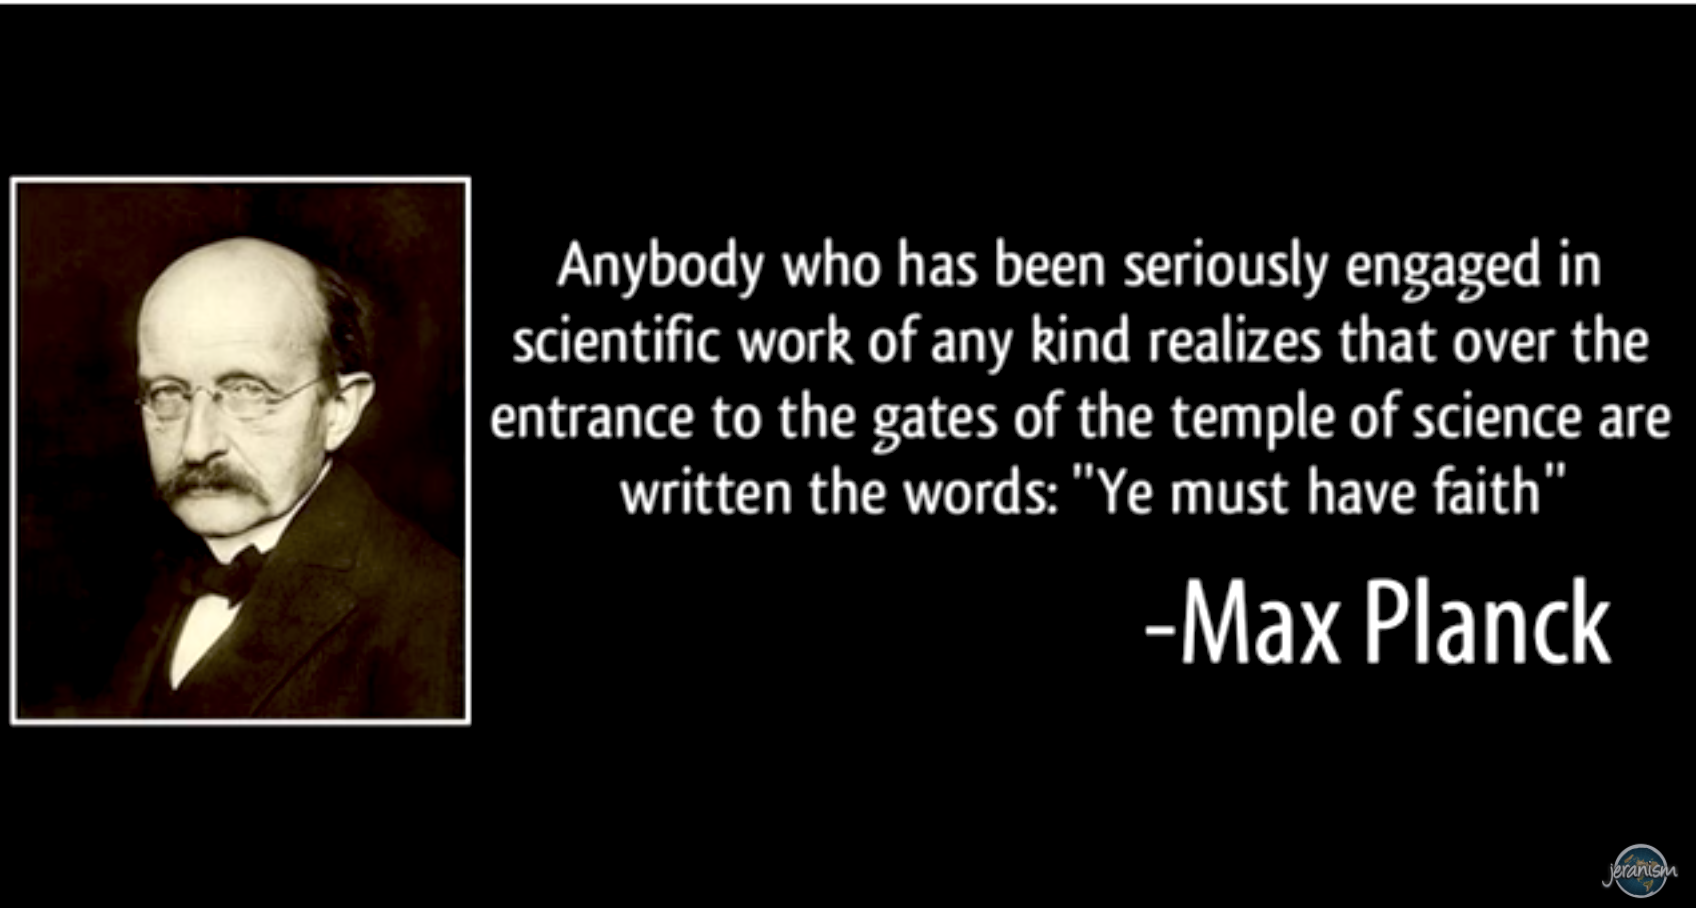 Anybody who has been seriously engaged in
scientific work of any kind realizes that over the
entrance to the gates of the temple of science are
written the words: "Ye must have faith"
-Max Planck
jeranism